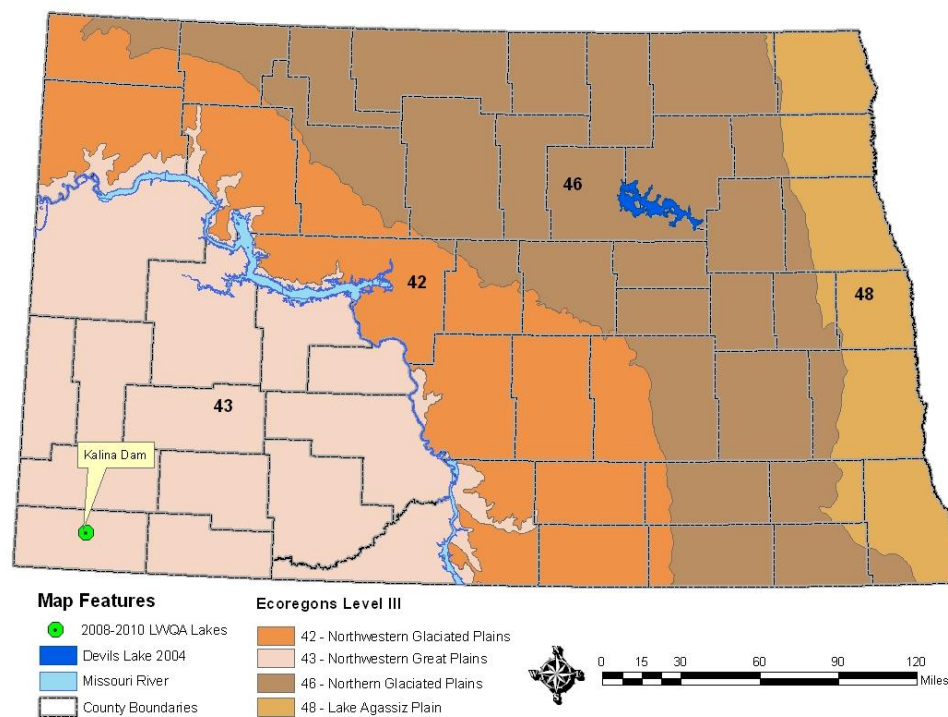 46
42
48
43
Kalina Dam
Map Features
2008-2010 LWQA Lakes
Devils Lake 2004
Missouri River
County Boundaries
Ecoregons Level III
42 - Northwestern Glaciated Plains
43 - Northwestern Great Plains
46 - Northern Glaciated Plains
48 - Lake Agassiz Plain
0 15 30 60 90 120
Miles